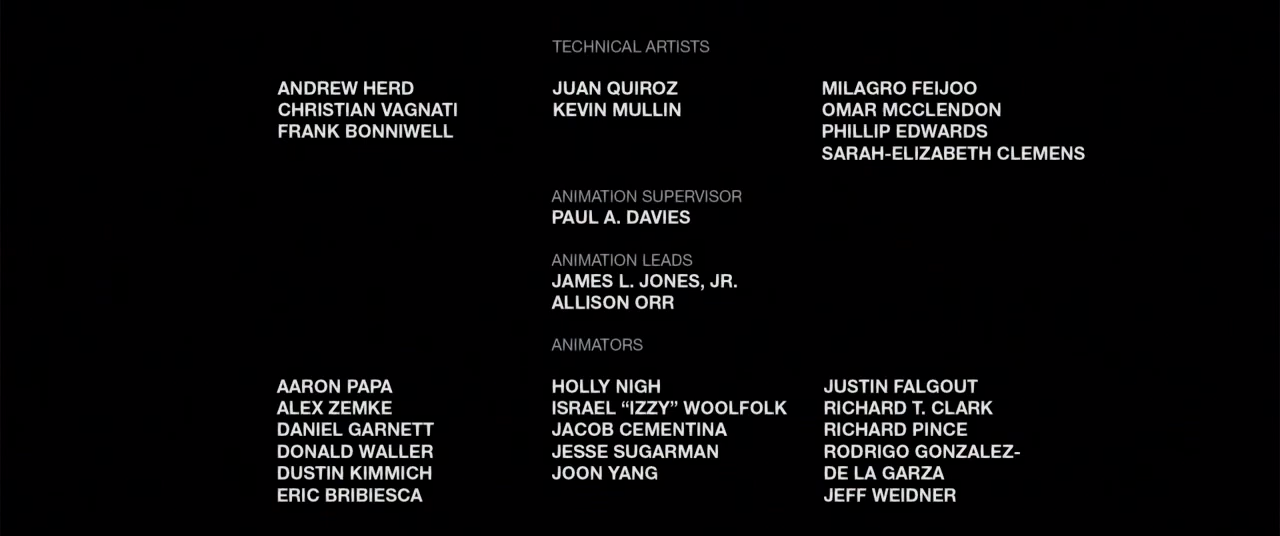 TECHNICAL ARTISTS
ANDREW HERD
CHRISTIAN VAGNATI
FRANK BONNIWELL
JUAN QUIROZ
KEVIN MULLIN
MILAGRO FEIJOO
OMAR MCCLENDON
PHILLIP EDWARDS
SARAH-ELIZABETH CLEMENS
ANIMATION SUPERVISOR
PAUL A. DAVIES
ANIMATION LEADS
JAMES L. JONES, JR.
ALLISON ORR
ANIMATORS
AARON PAPA
ALEX ZEMKE
DANIEL GARNETT
DONALD WALLER
DUSTIN KIMMICH
ERIC BRIBIESCA
HOLLY NIGH
ISRAEL “IZZY” WOOLFOLK
JACOB CEMENTINA
JESSE SUGARMAN
JOON YANG
JUSTIN FALGOUT
RICHARD T. CLARK
RICHARD PINCE
RODRIGO GONZALEZ-
DE LA GARZA
JEFF WEIDNER